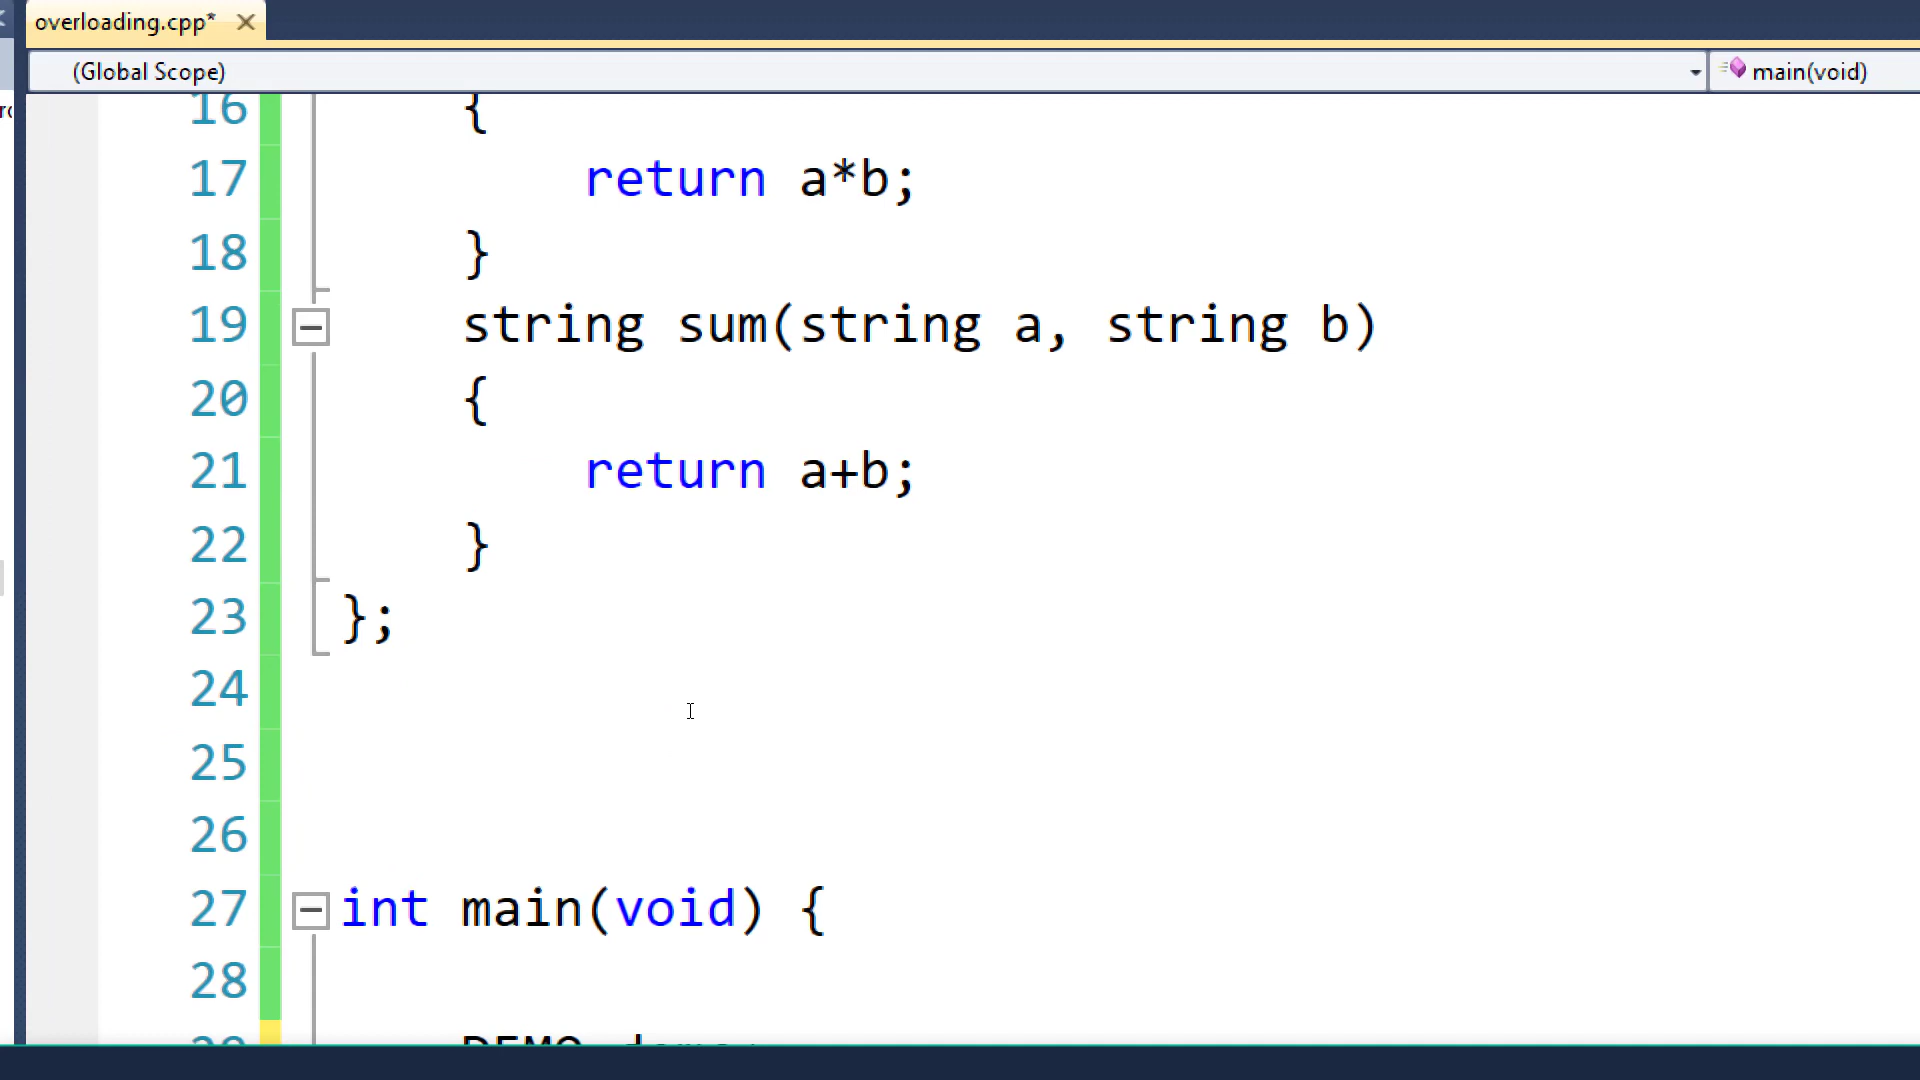 overloading.cpp*
(Global Scope)
main(void)
16 {
17 return a*b;
18 }
19 string sum(string a, string b)
20 {
21 return a+b;
22 }
23 };
24
25
26
27 int main(void) {
28